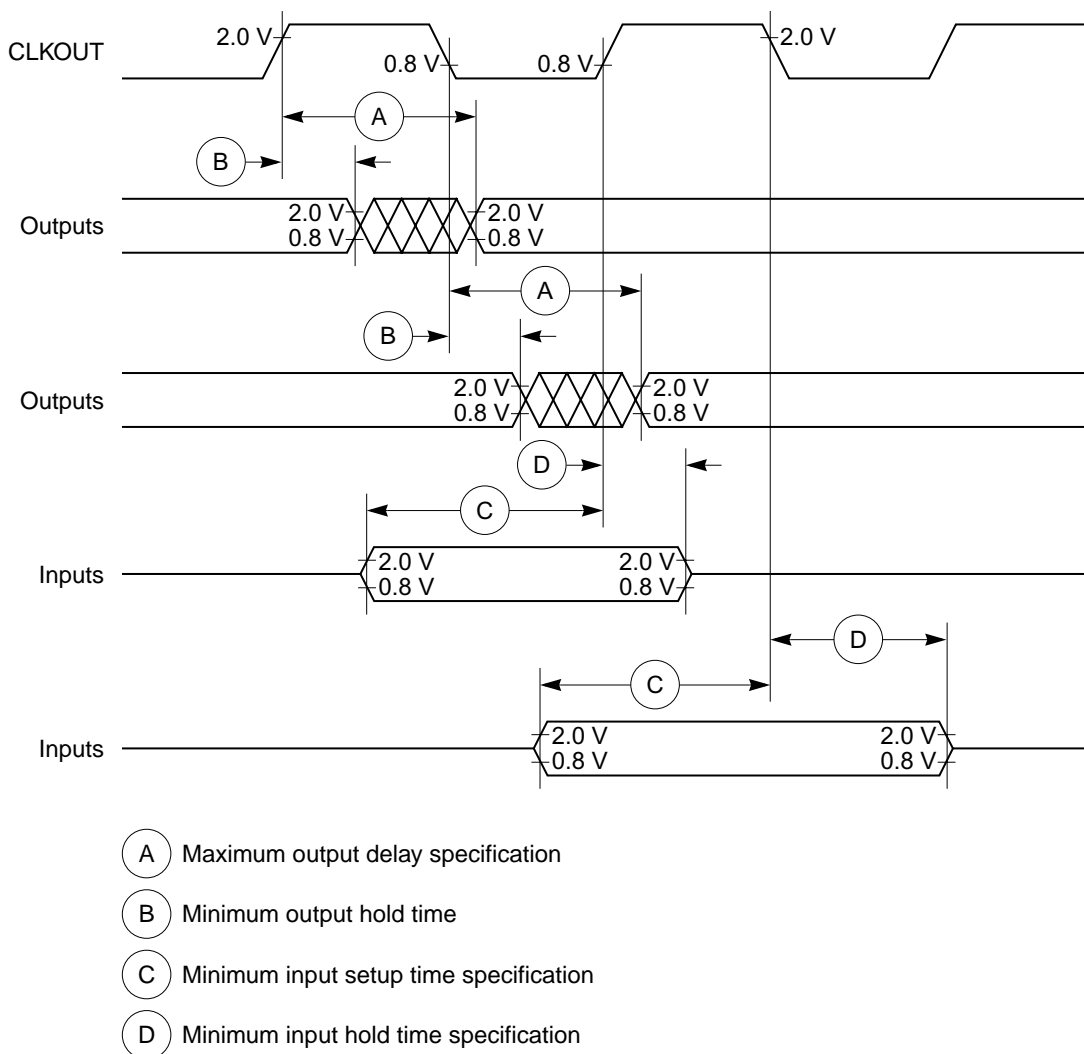 CLKOUT 2.0 V 0.8 V 0.8 V 2.0 V
A
B
Outputs 2.0 V 2.0 V
0.8 V 0.8 V
A
B
Outputs 2.0 V 2.0 V
0.8 V 0.8 V
D
C
Inputs 2.0 V 2.0 V
0.8 V 0.8 V
D
C
Inputs 2.0 V 2.0 V
0.8 V 0.8 V
A Maximum output delay specification
B Minimum output hold time
C Minimum input setup time specification
D Minimum input hold time specification